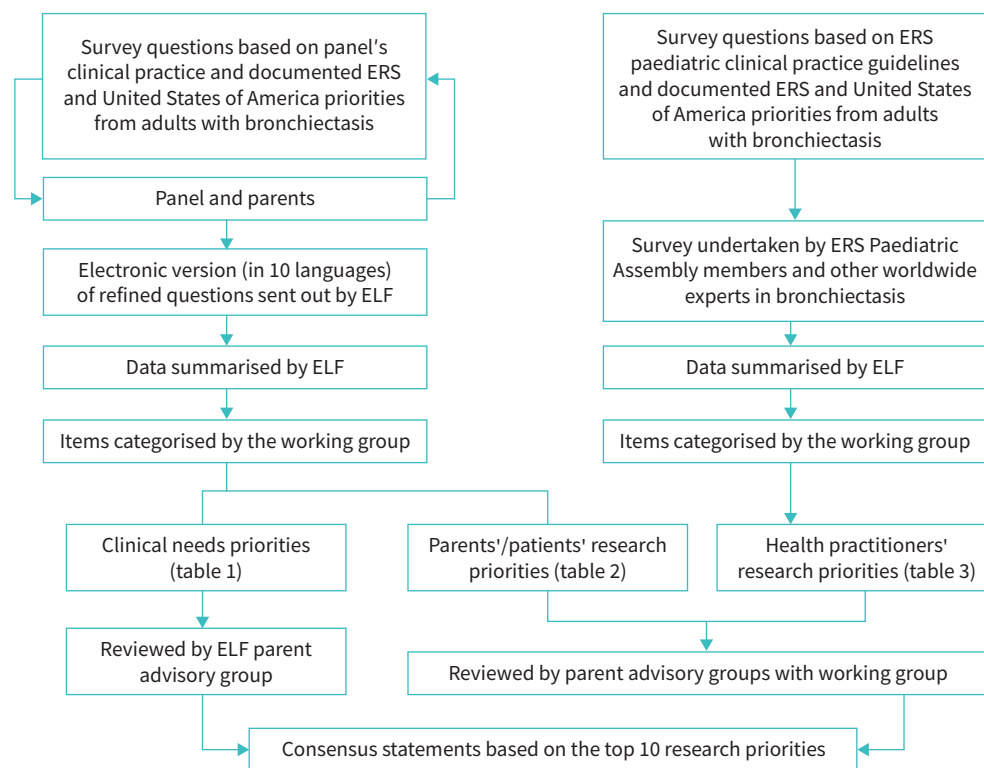 Survey questions based on panel's
clinical practice and documented ERS
and United States of America priorities
from adults with bronchiectasis
Panel and parents
Electronic version (in 10 languages)
of refined questions sent out by ELF
Data summarised by ELF
Items categorised by the working group
Survey questions based on ERS
paediatric clinical practice guidelines
and documented ERS and United States
of America priorities from adults
with bronchiectasis
Survey undertaken by ERS Paediatric
Assembly members and other worldwide
experts in bronchiectasis
Data summarised by ELF
Items categorised by the working group
Clinical needs priorities
(table 1)
Parents'/patients' research
priorities (table 2)
Health practitioners'
research priorities (table 3)
Reviewed by ELF parent
advisory group
Reviewed by parent advisory groups with working group
Consensus statements based on the top 10 research priorities